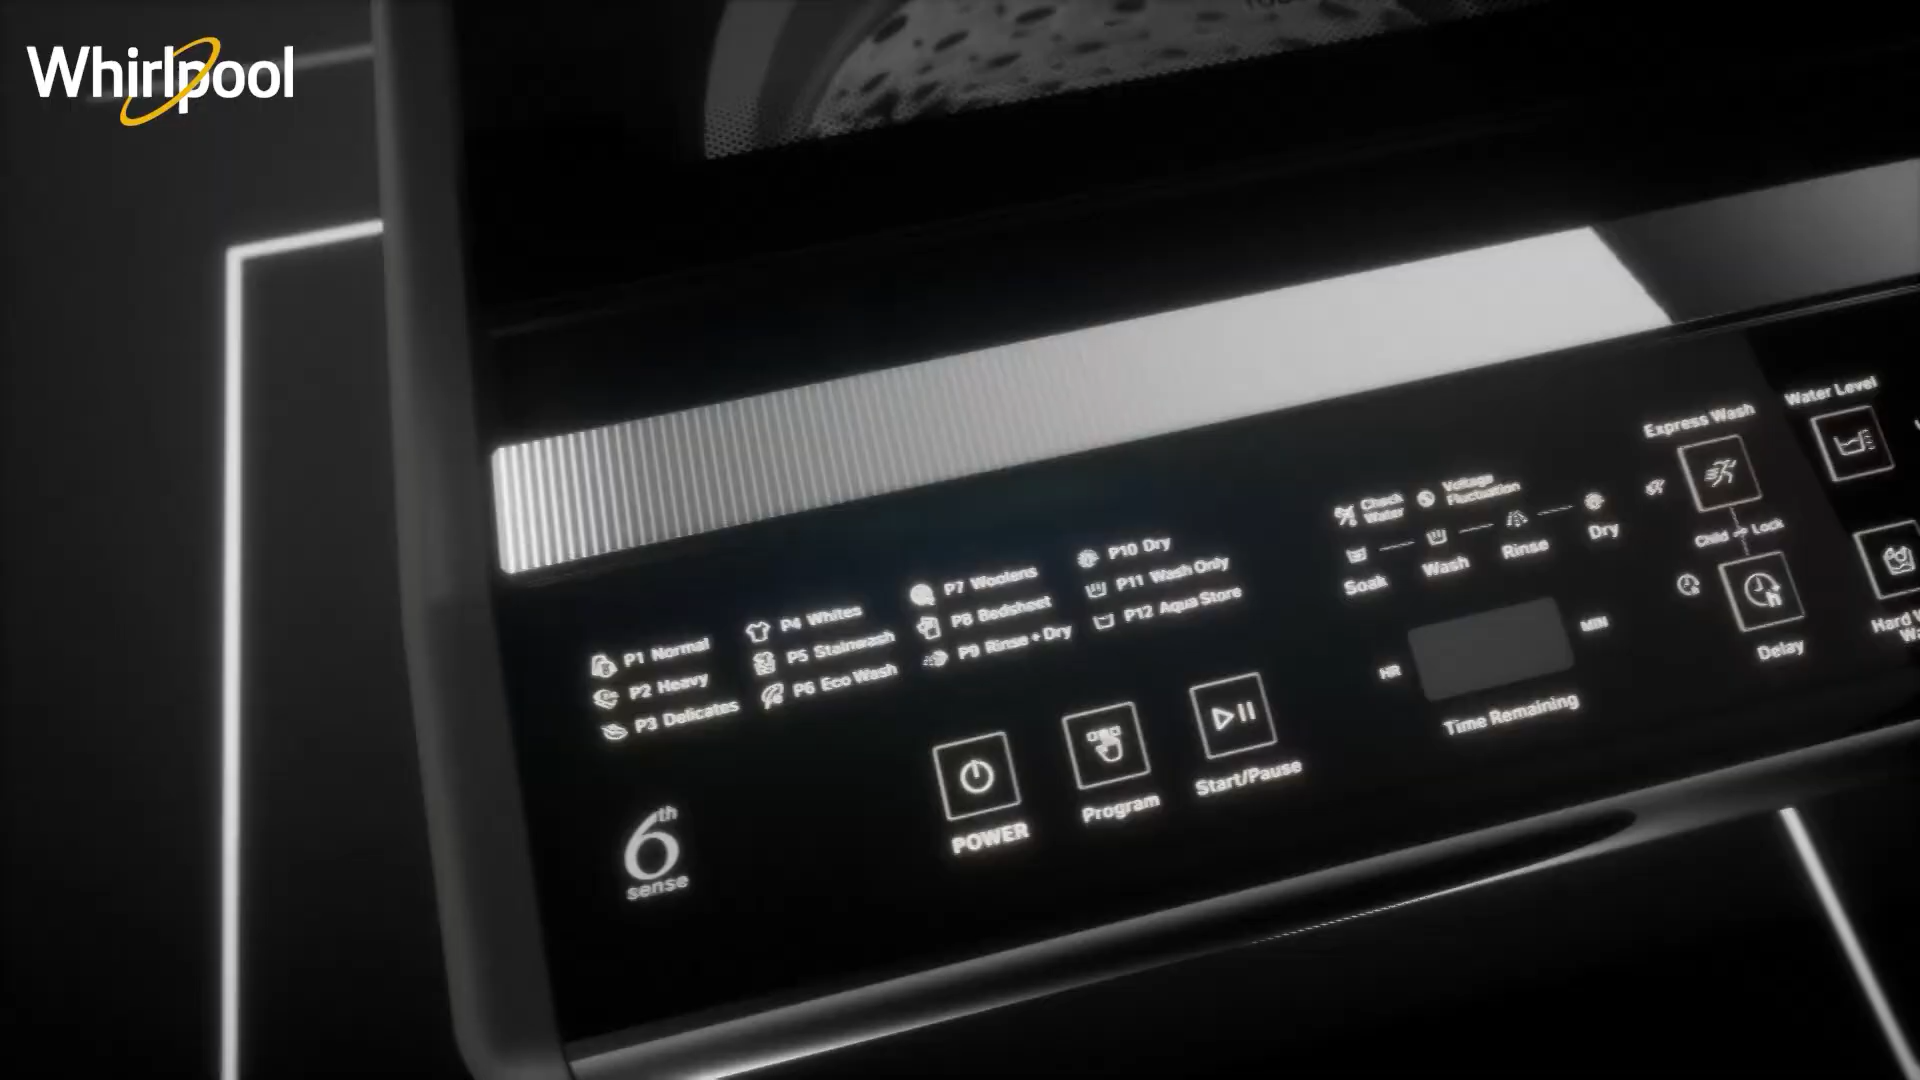 Whirlpool
Water Level
Express Wash
Check Water
Voltage Fluctuation
Child Lock
Soak
Wash
Rinse
Dry
P1 Normal
P2 Heavy
P3 Delicates
P4 Whites
P5 Stainwash
P6 Eco Wash
P7 Woolens
P8 Bedsheet
P9 Rinse + Dry
P10 Dry
P11 Wash Only
P12 Aqua Store
HR
MIN
Time Remaining
Delay
Hard
6th
sense
POWER
Program
Start/Pause